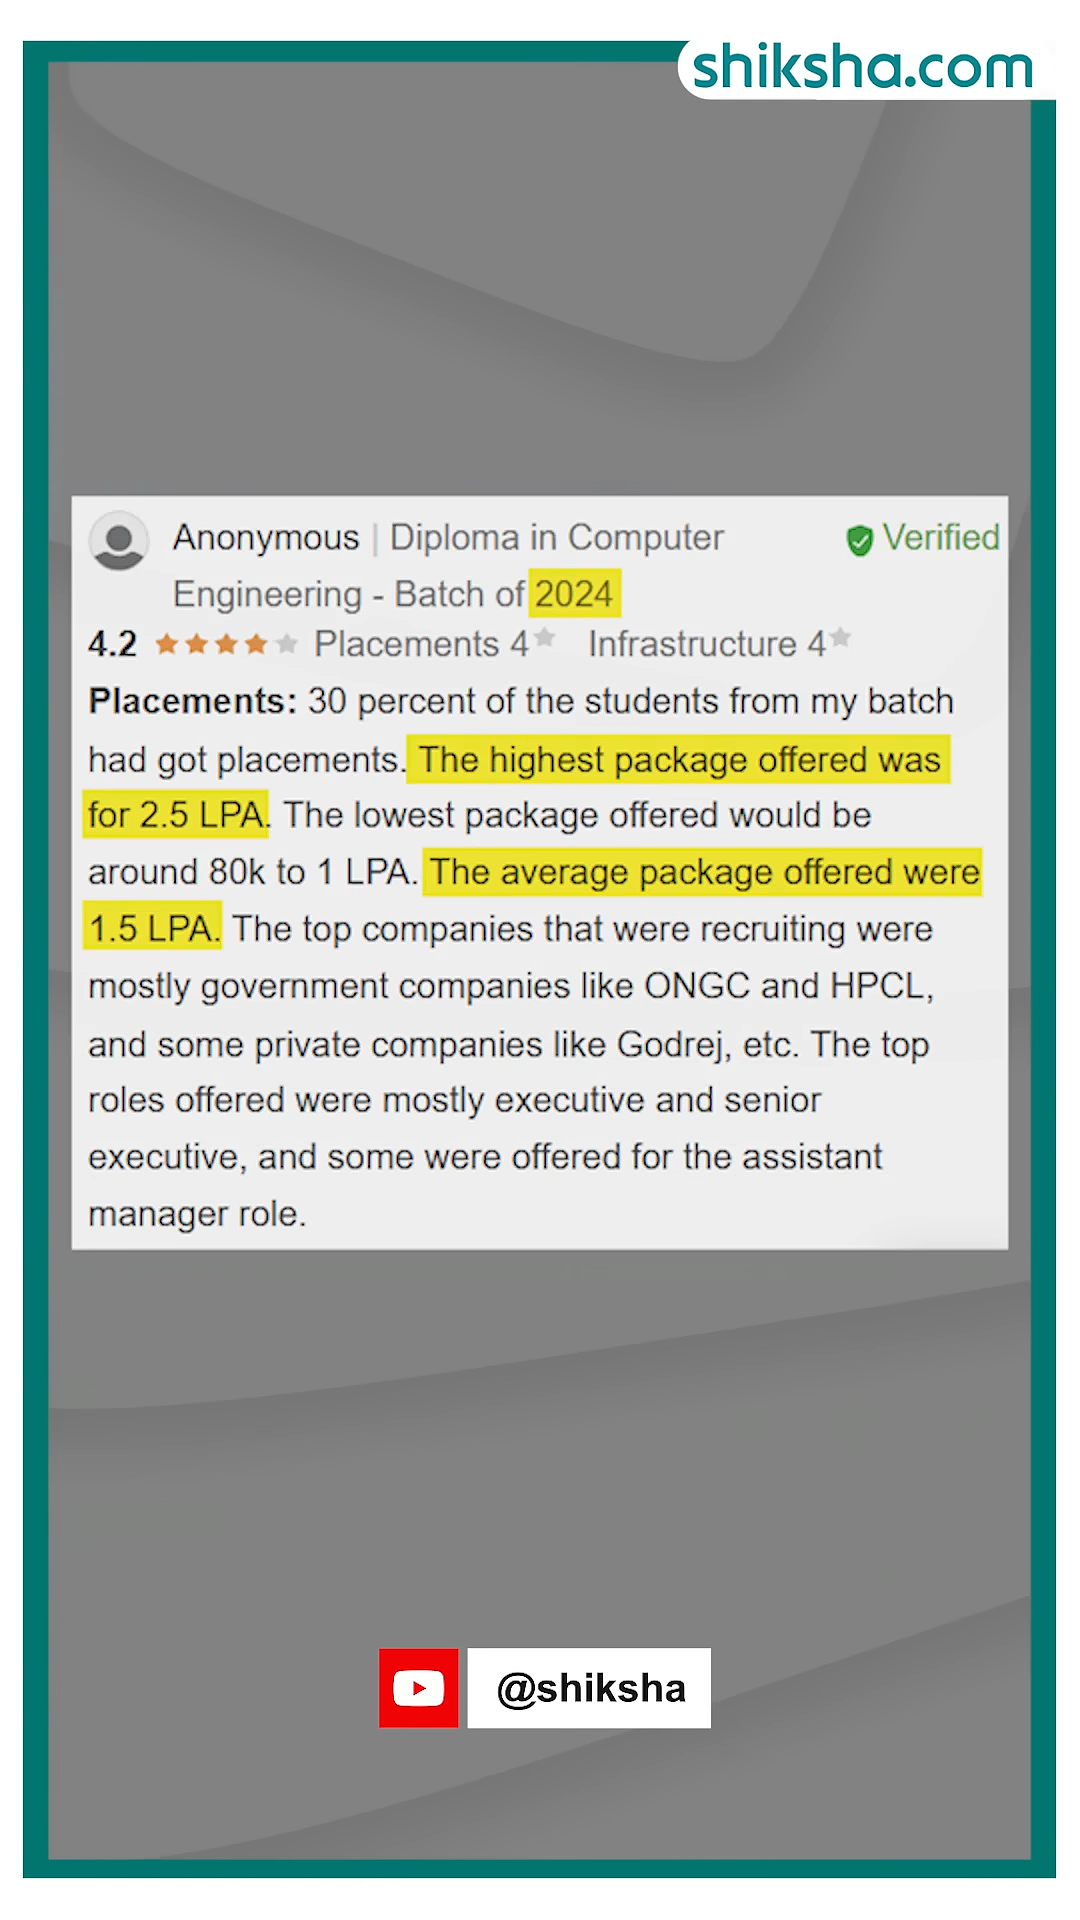 shiksha.com
Anonymous | Diploma in Computer
Verified
Engineering - Batch of 2024
4.2 Placements 4 Infrastructure 4
Placements: 30 percent of the students from my batch
had got placements. The highest package offered was
for 2.5 LPA. The lowest package offered would be
around 80k to 1 LPA. The average package offered were
1.5 LPA. The top companies that were recruiting were
mostly government companies like ONGC and HPCL,
and some private companies like Godrej, etc. The top
roles offered were mostly executive and senior
executive, and some were offered for the assistant
manager role.
@shiksha